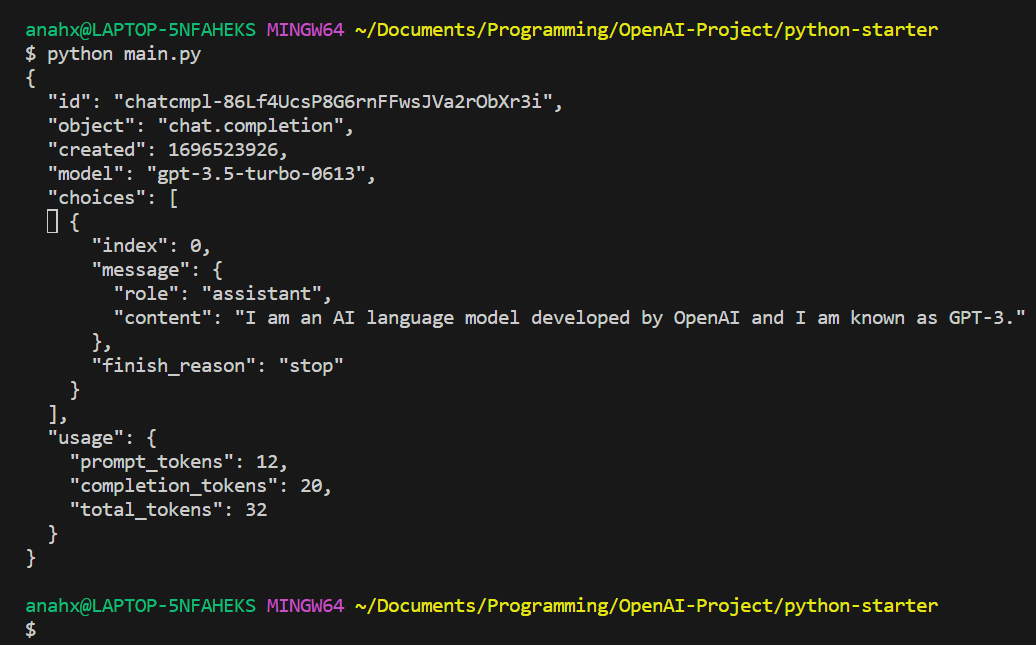 anahx@LAPTOP-5NFAHEKS MINGW64 ~/Documents/Programming/OpenAI-Project/python-starter
$ python main.py
{
  "id": "chatcmpl-86Lf4UcsP8G6rnFFwsJVa2rObXr3i",
  "object": "chat.completion",
  "created": 1696523926,
  "model": "gpt-3.5-turbo-0613",
  "choices": [
    {
      "index": 0,
      "message": {
        "role": "assistant",
        "content": "I am an AI language model developed by OpenAI and I am known as GPT-3."
      },
      "finish_reason": "stop"
    }
  ],
  "usage": {
    "prompt_tokens": 12,
    "completion_tokens": 20,
    "total_tokens": 32
  }
}
anahx@LAPTOP-5NFAHEKS MINGW64 ~/Documents/Programming/OpenAI-Project/python-starter
$